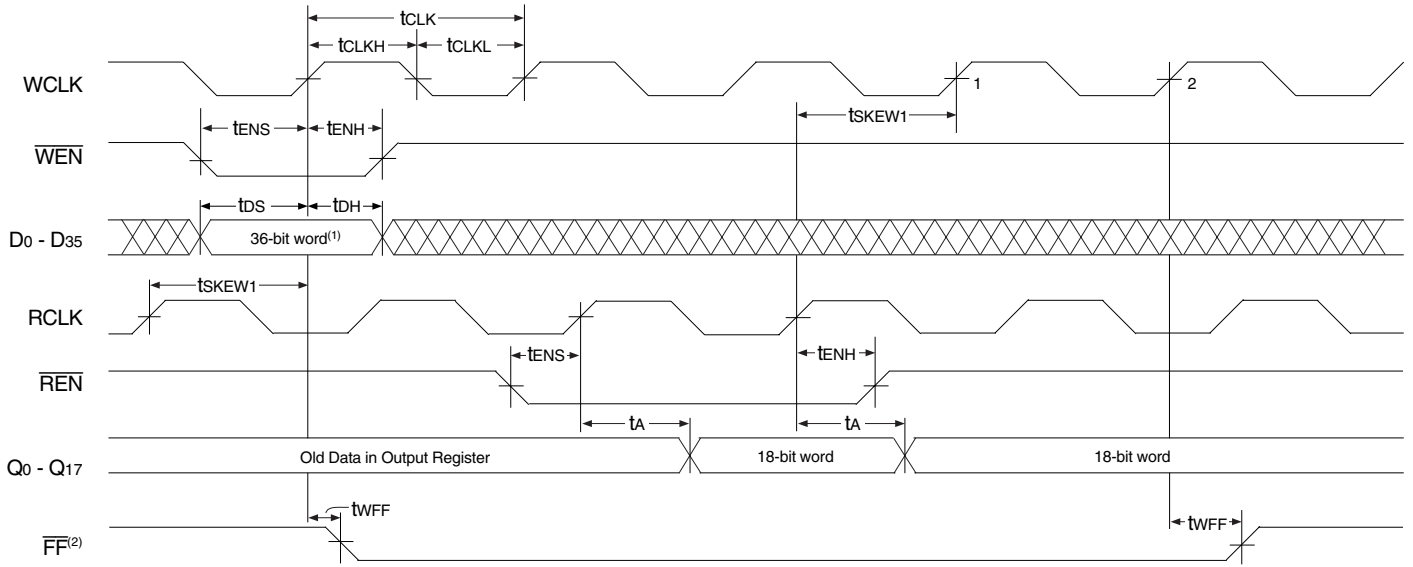 tCLK
tCLKH
tCLKL
WCLK
1
2
tSKEW1
tENS
tENH
WEN
tDS
tDH
D0 - D35
36-bit word(1)
tSKEW1
RCLK
tENS
tENH
REN
tA
tA
Q0 - Q17
Old Data in Output Register
18-bit word
18-bit word
tWFF
tWFF
FF(2)